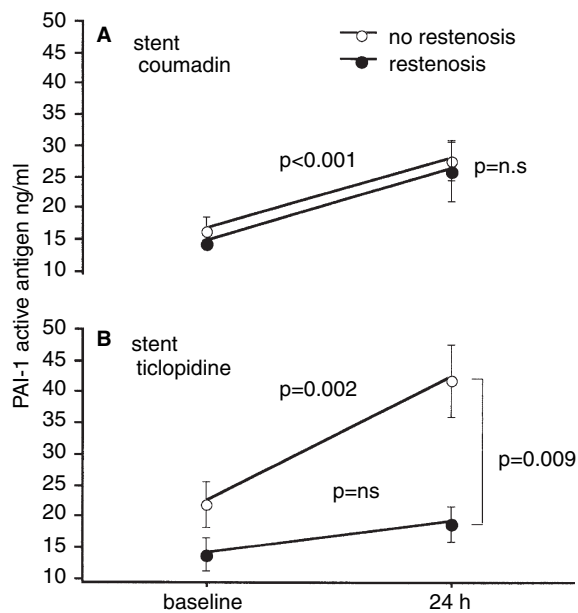 PAI-1 active antigen ng/ml
A
stent
coumadin
no restenosis
restenosis
50
45
40
35
30
25
20
15
10
p<0.001
p=n.s
B
stent
ticlopidine
50
45
40
35
30
25
20
15
10
p=0.002
p=0.009
p=ns
baseline
24 h